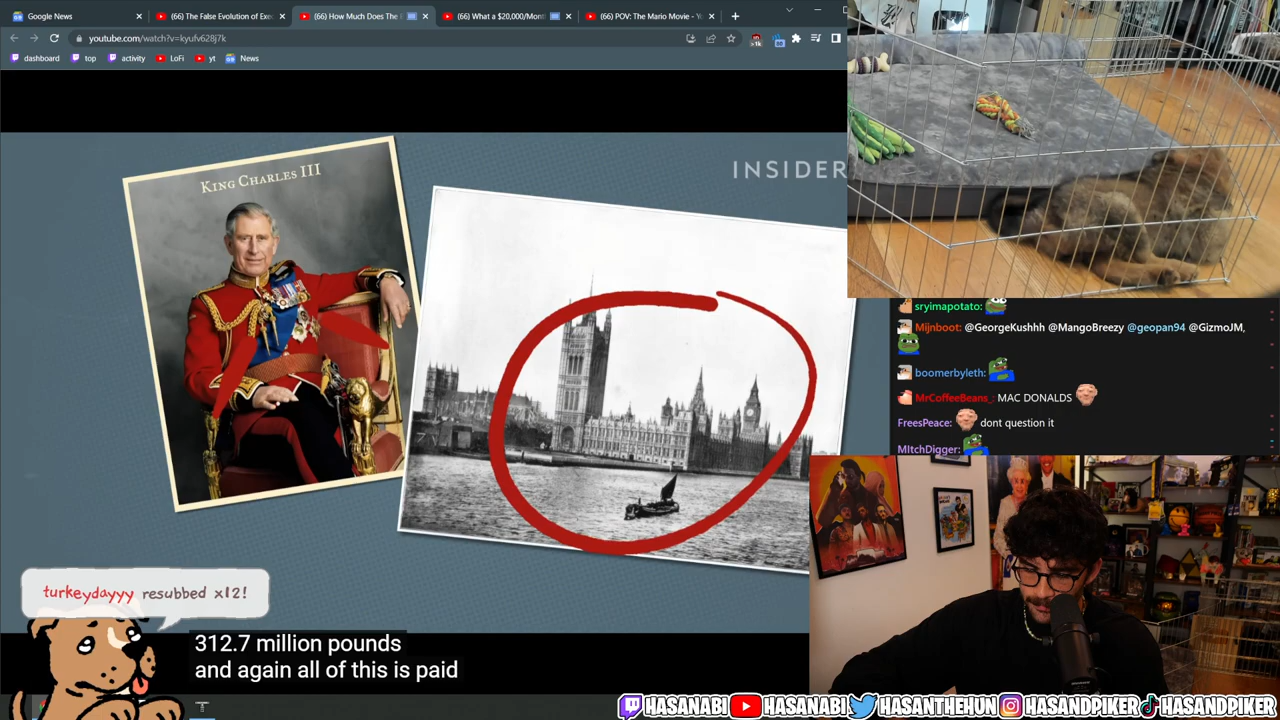 Google News
(66) The False Evolution of Exec
(66) How Much Does The
(66) What a $20,000/Mont
(66) POV: The Mario Movie - Y
youtube.com/watch?v=kyufv628j7k
dashboard
top
activity
LoFi
yt
News
KING CHARLES III
INSIDER
sryimapotato:
Mijnboot: @GeorgeKushhh @MangoBreezy @geopan94 @GizmoJM,
boomerbyleth:
MrCoffeeBeans_: MAC DONALDS
FreesPeace: dont question it
MItchDigger:
turkeydayyy resubbed x12!
312.7 million pounds
and again all of this is paid
HASANABI
HASANABI
HASANTHEHUN
HASANDPIKER
HASANDPIKER